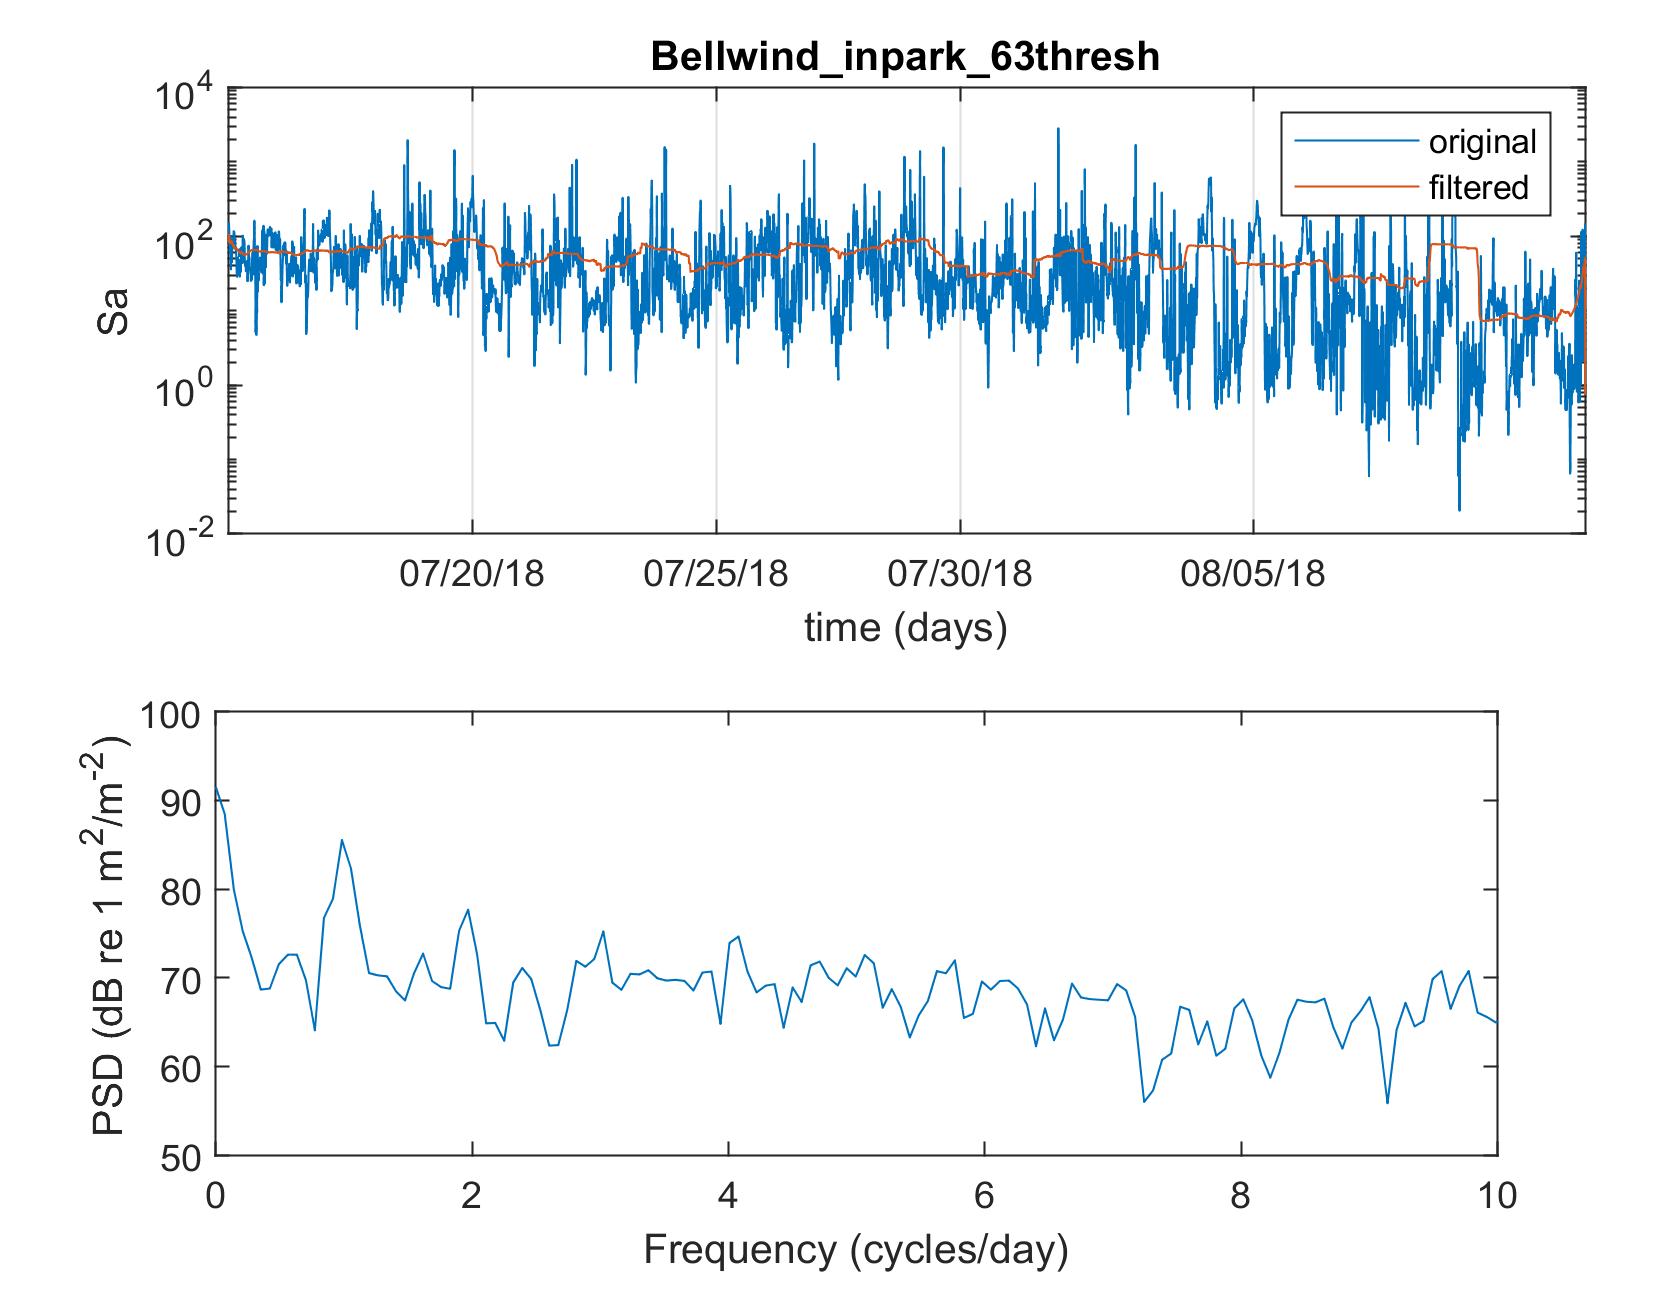 Bellwind_inpark_63thresh
10^4
10^2
10^0
10^-2
Sa
original
filtered
07/20/18 07/25/18 07/30/18 08/05/18
time (days)
100
90
80
70
60
50
PSD (dB re 1 m^2/m^-2)
0 2 4 6 8 10
Frequency (cycles/day)